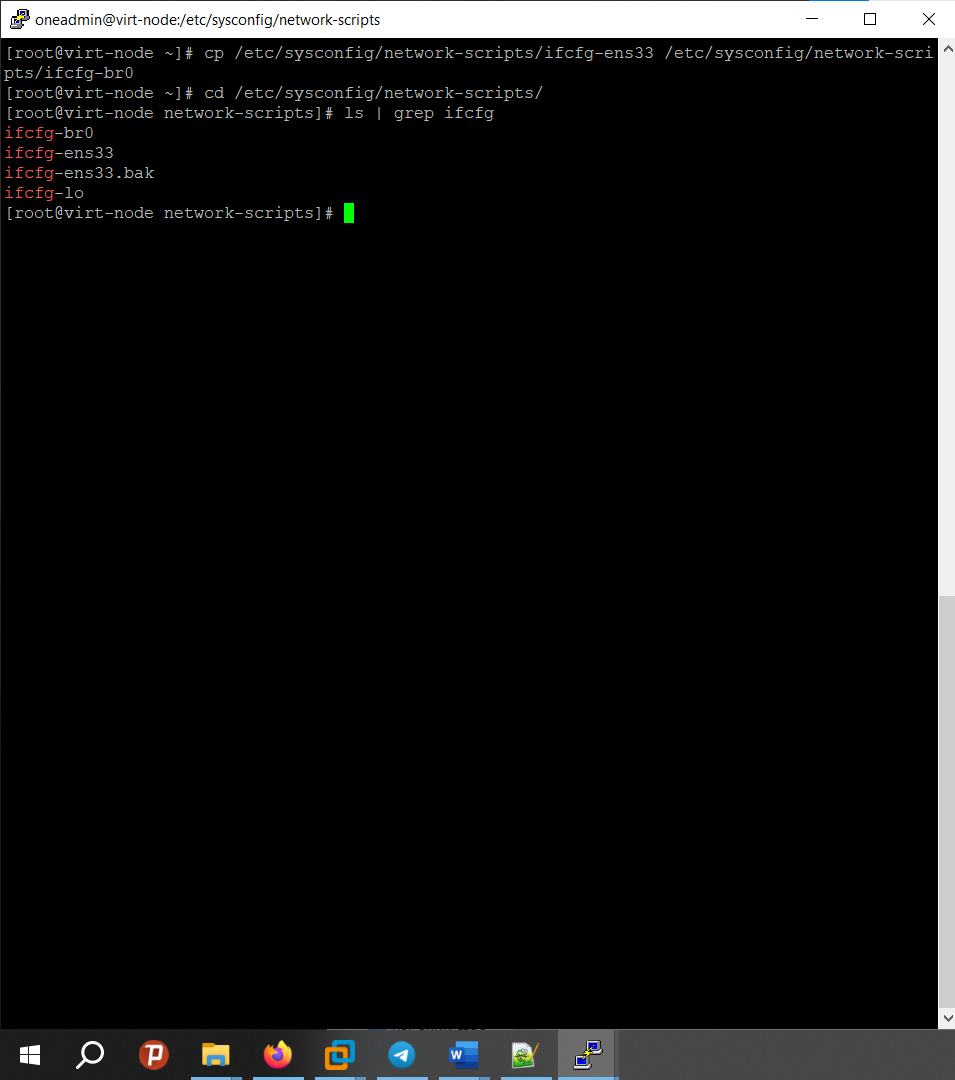 oneadmin@virt-node:/etc/sysconfig/network-scripts
[root@virt-node ~]# cp /etc/sysconfig/network-scripts/ifcfg-ens33 /etc/sysconfig/network-scri
pts/ifcfg-br0
[root@virt-node ~]# cd /etc/sysconfig/network-scripts/
[root@virt-node network-scripts]# ls | grep ifcfg
ifcfg-br0
ifcfg-ens33
ifcfg-ens33.bak
ifcfg-lo
[root@virt-node network-scripts]#